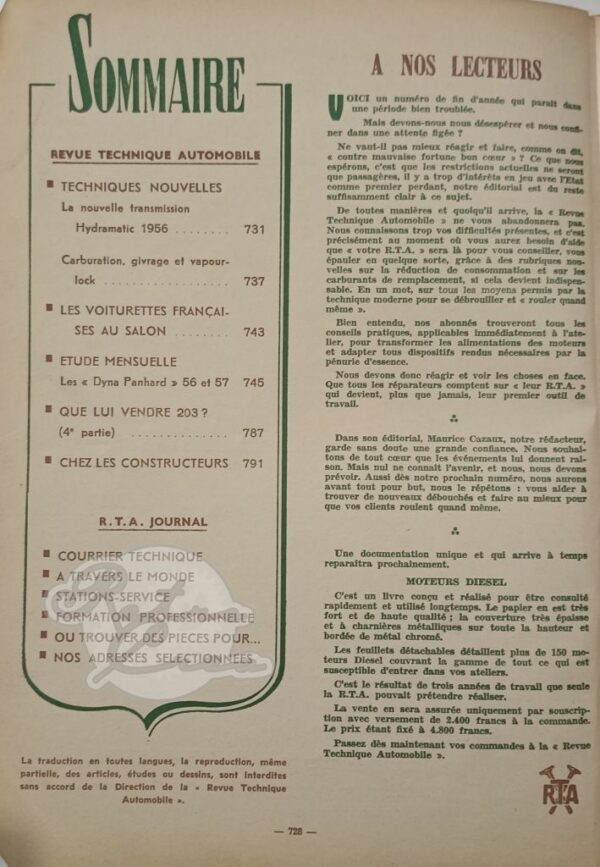 SOMMAIRE
REVUE TECHNIQUE AUTOMOBILE
TECHNIQUES NOUVELLES
La nouvelle transmission
Hydramatic 1956 ........ 731
Carburation, givrage et vapour-
lock .................... 737
LES VOITURETTES FRANÇAI-
SES AU SALON ......... 743
ETUDE MENSUELLE
Les « Dyna Panhard » 56 et 57 745
QUE LUI VENDRE 203 ?
(4e partie) .............. 787
CHEZ LES CONSTRUCTEURS 791
R.T.A. JOURNAL
COURRIER TECHNIQUE
A TRAVERS LE MONDE
STATIONS-SERVICE
FORMATION PROFESSIONNELLE
OU TROUVER DES PIECES POUR...
NOS ADRESSES SELECTIONNEES
La traduction en toutes langues, la reproduction, même
partielle, des articles, études ou dessins, sont interdites
sans accord de la Direction de la « Revue Technique
Automobile ».
A NOS LECTEURS
VOICI un numéro de fin d'année qui paraît dans
une période bien troublée.
Mais devons-nous nous désespérer et nous confi-
ner dans une attente figée ?
Ne vaut-il pas mieux réagir et faire, comme on dit,
« contre mauvaise fortune bon cœur » ? Ce que nous
espérons, c'est que les restrictions actuelles ne seront
que passagères, il y a trop d'intérêts en jeu avec l'Etat
comme premier perdant, notre éditorial est du reste
suffisamment clair à ce sujet.
De toutes manières et quoiqu'il arrive, la « Revue
Technique Automobile » ne vous abandonnera pas.
Nous connaissons trop vos difficultés présentes, et c'est
précisément au moment où vous aurez besoin d'aide
que « votre R.T.A. » sera là pour vous conseiller, vous
épauler en quelque sorte, grâce à des rubriques nou-
velles sur la réduction de consommation et sur les
carburants de remplacement, si cela devient indispen-
sable. En un mot, sur tous les moyens permis par la
technique moderne pour se débrouiller et « rouler quand
même ».
Bien entendu, nos abonnés trouveront tous les
conseils pratiques, applicables immédiatement à l'ate-
lier, pour transformer les alimentations des moteurs
et adapter tous dispositifs rendus nécessaires par la
pénurie d'essence.
Nous devons donc réagir et voir les choses en face.
Que tous les réparateurs comptent sur « leur R.T.A. »
qui devient, plus que jamais, leur premier outil de
travail.
Dans son éditorial, Maurice Cazaux, notre rédacteur,
garde sans doute une grande confiance. Nous souhai-
tons de tout cœur que les événements lui donnent rai-
son. Mais nul ne connaît l'avenir, et nous, nous devons
prévoir. Aussi dès notre prochain numéro, nous aurons
avant tout pour but, nous le répétons : vous aider à
trouver de nouveaux débouchés et faire au mieux pour
que vos clients roulent quand même.
Une documentation unique et qui arrive à temps
reparaîtra prochainement.
MOTEURS DIESEL
C'est un livre conçu et réalisé pour être consulté
rapidement et utilisé longtemps. Le papier en est très
fort et de haute qualité ; la couverture très épaisse
et à charnières métalliques sur toute la hauteur et
bordée de métal chromé.
Les feuillets détachables détaillent plus de 150 mo-
teurs Diesel couvrant la gamme de tout ce qui est
susceptible d'entrer dans vos ateliers.
C'est le résultat de trois années de travail que seule
la R.T.A. pouvait prétendre réaliser.
La vente en sera assurée uniquement par souscrip-
tion avec versement de 2.400 francs à la commande.
Le prix étant fixé à 4.800 francs.
Passez dès maintenant vos commandes à la « Revue
Technique Automobile ».
RTA
— 728 —